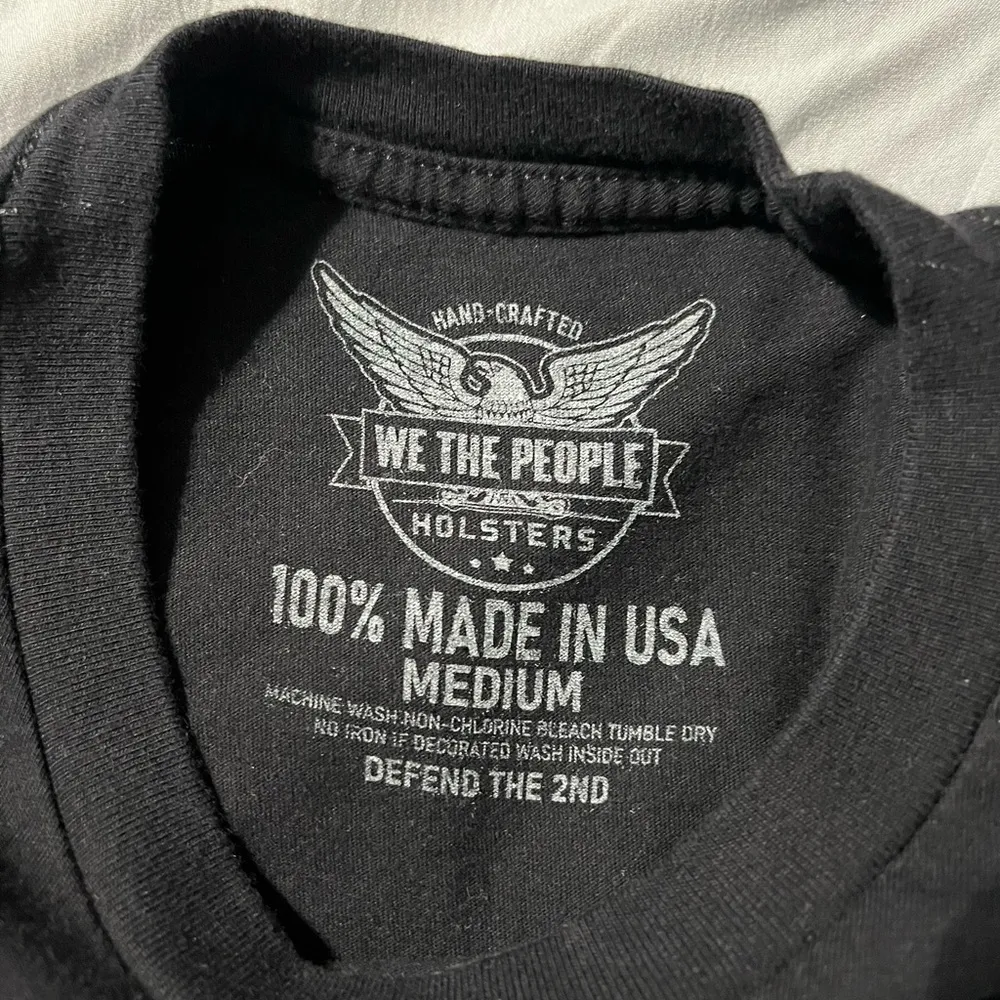 HAND-CRAFTED
WE THE PEOPLE
HOLSTERS
100% MADE IN USA
MEDIUM
MACHINE WASH NON-CHLORINE BLEACH TUMBLE DRY
NO IRON IF DECORATED WASH INSIDE OUT
DEFEND THE 2ND